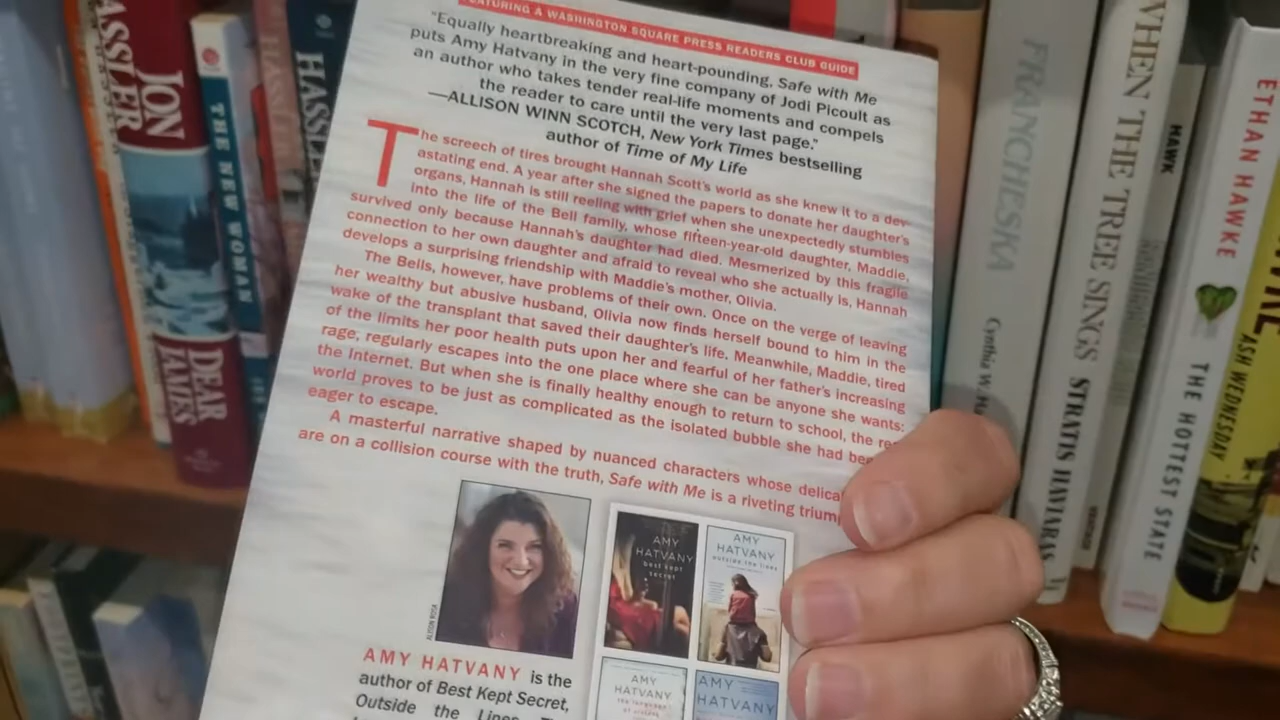 FEATURING A WASHINGTON SQUARE PRESS READERS CLUB GUIDE
"Equally heartbreaking and heart-pounding, Safe with Me
puts Amy Hatvany in the very fine company of Jodi Picoult as
an author who takes tender real-life moments and compels
the reader to care until the very last page."
—ALLISON WINN SCOTCH, New York Times bestselling
author of Time of My Life
The screech of tires brought Hannah Scott's world as she knew it to a dev-
astating end. A year after she signed the papers to donate her daughter's
organs, Hannah is still reeling with grief when she unexpectedly stumbles
into the life of the Bell family, whose fifteen-year-old daughter, Maddie,
survived only because Hannah's daughter had died. Mesmerized by this fragile
connection to her own daughter and afraid to reveal who she actually is, Hannah
develops a surprising friendship with Maddie's mother, Olivia.
The Bells, however, have problems of their own. Once on the verge of leaving
her wealthy but abusive husband, Olivia now finds herself bound to him in the
wake of the transplant that saved their daughter's life. Meanwhile, Maddie, tired
of the limits her poor health puts upon her and fearful of her father's increasing
rage, regularly escapes into the one place where she can be anyone she wants:
the Internet. But when she is finally healthy enough to return to school, the re
world proves to be just as complicated as the isolated bubble she had bee
eager to escape.
A masterful narrative shaped by nuanced characters whose delica
are on a collision course with the truth, Safe with Me is a riveting trium
ALYSON ROSA
AMY
HATVANY
best kept
secret
AMY
HATVANY
outside the lines
AMY
HATVANY
the language
of sisters
AMY
HATVANY
AMY HATVANY is the
author of Best Kept Secret,
Outside the Lines,
JON
HASSLER
DEAR
JAMES
THE NEW WOMAN
HASSLER
FRANCHESKA
Cynthia W.
WHEN THE TREE SINGS
STRATIS HAVIARAS
HAWK
ETHAN HAWKE
THE HOTTEST STATE
ASH WEDNESDAY